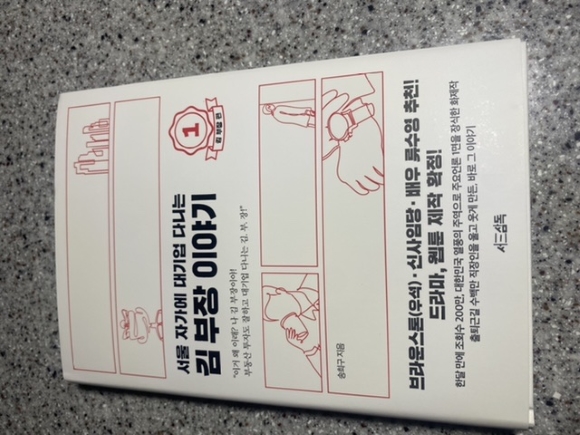 서울 자가에 대기업 다니는
김 부장 이야기
1
김 부장 편
"여기 왜 이래? 나 김 부장이야!
부동산 투자도 잘하고 대기업 다니는 김, 부, 장!"
송희구 지음
브라운스톤(우석)·신사임당·배우 류수영 추천!
드라마, 웹툰 제작 확정!
한 달 만에 조회수 200만, 대한민국 열풍의 주역으로 주요언론 1면을 장식한 화제작
출퇴근길 수백만 직장인을 울고 웃게 만든, 바로 그 이야기
서삼독